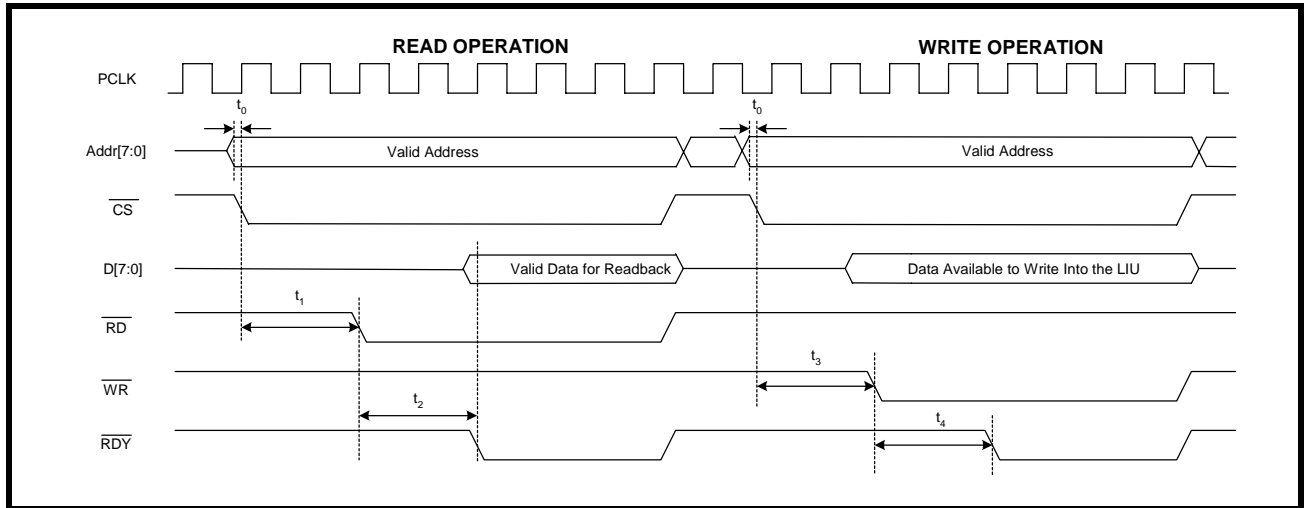 READ OPERATION WRITE OPERATION
PCLK
t0 t0
Addr[7:0] Valid Address Valid Address
CS
D[7:0] Valid Data for Readback Data Available to Write Into the LIU
t1
RD
t3
WR
t2
t4
RDY